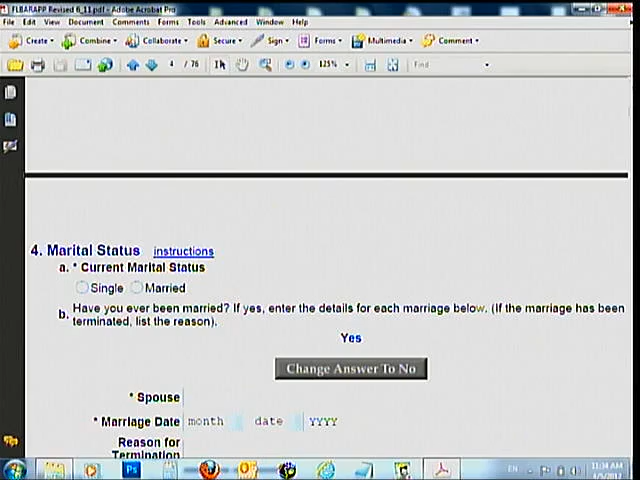 FLBARAPP Revised 6_11.pdf - Adobe Acrobat Pro
File Edit View Document Comments Forms Tools Advanced Window Help
Create Combine Collaborate Secure Sign Forms Multimedia Comment
4 / 76 125% Find
4. Marital Status instructions
a. * Current Marital Status
Single Married
b. Have you ever been married? If yes, enter the details for each marriage below. (If the marriage has been
terminated, list the reason).
Yes
Change Answer To No
* Spouse
* Marriage Date month date YYYY
Reason for
Termination
Ps EN 11:34 AM